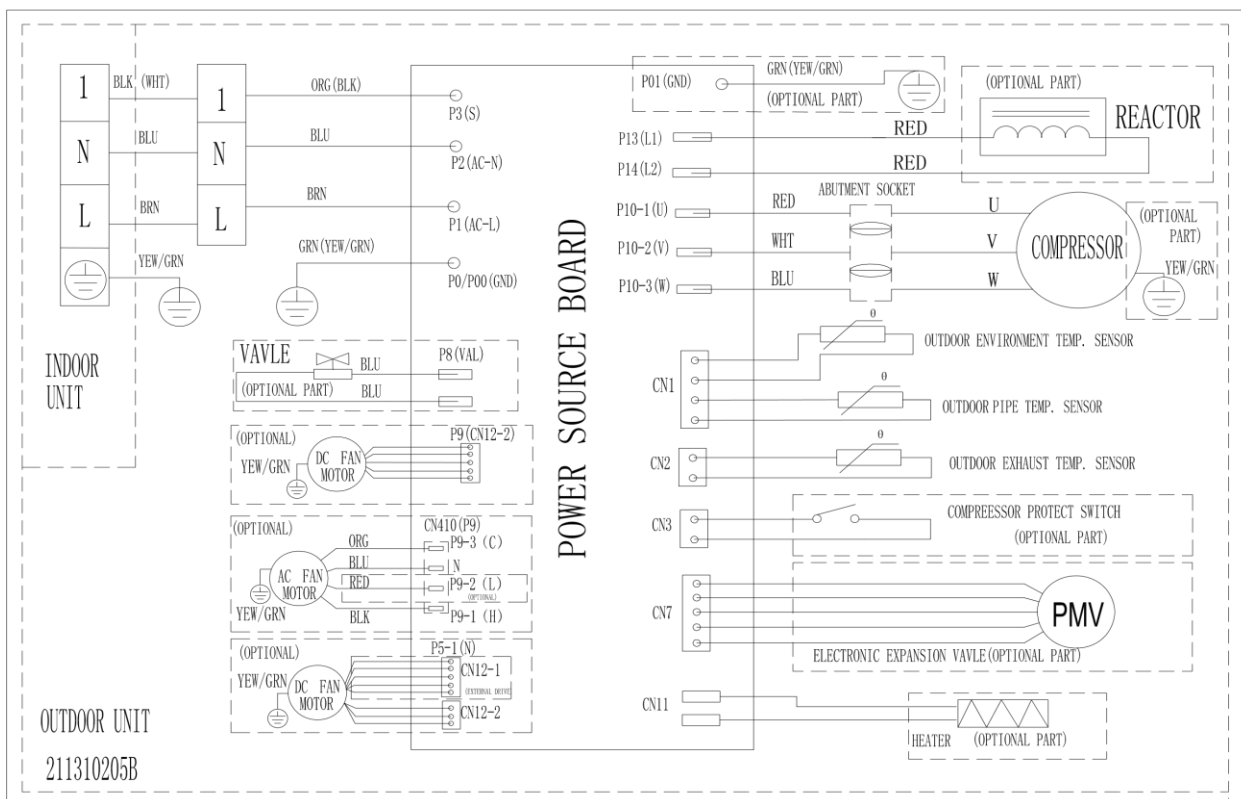 1
N
L
BLK (WHT)
BLU
BRN
YEW/GRN
1
N
L
ORG(BLK)
BLU
BRN
GRN(YEW/GRN)
P3(S)
P2(AC-N)
P1(AC-L)
P0/P00(GND)
INDOOR
UNIT
VAVLE
(OPTIONAL PART)
BLU
BLU
P8(VAL)
(OPTIONAL)
YEW/GRN
DC FAN
MOTOR
P9(CN12-2)
(OPTIONAL)
AC FAN
MOTOR
YEW/GRN
ORG
BLU
RED
BLK
CN410(P9)
P9-3 (C)
N
P9-2 (L)
(OPTIONAL)
P9-1 (H)
(OPTIONAL)
YEW/GRN
DC FAN
MOTOR
P5-1(N)
CN12-1
(EXTERNAL DRIVE)
CN12-2
OUTDOOR UNIT
211310205B
POWER SOURCE BOARD
P01(GND)
GRN(YEW/GRN)
(OPTIONAL PART)
P13(L1)
RED
P14(L2)
RED
(OPTIONAL PART)
REACTOR
ABUTMENT SOCKET
P10-1(U)
RED
U
P10-2(V)
WHT
V
P10-3(W)
BLU
W
COMPRESSOR
(OPTIONAL
PART)
YEW/GRN
CN1
θ
OUTDOOR ENVIRONMENT TEMP. SENSOR
θ
OUTDOOR PIPE TEMP. SENSOR
CN2
θ
OUTDOOR EXHAUST TEMP. SENSOR
CN3
COMPREESSOR PROTECT SWITCH
(OPTIONAL PART)
CN7
PMV
ELECTRONIC EXPANSION VAVLE(OPTIONAL PART)
CN11
HEATER
(OPTIONAL PART)